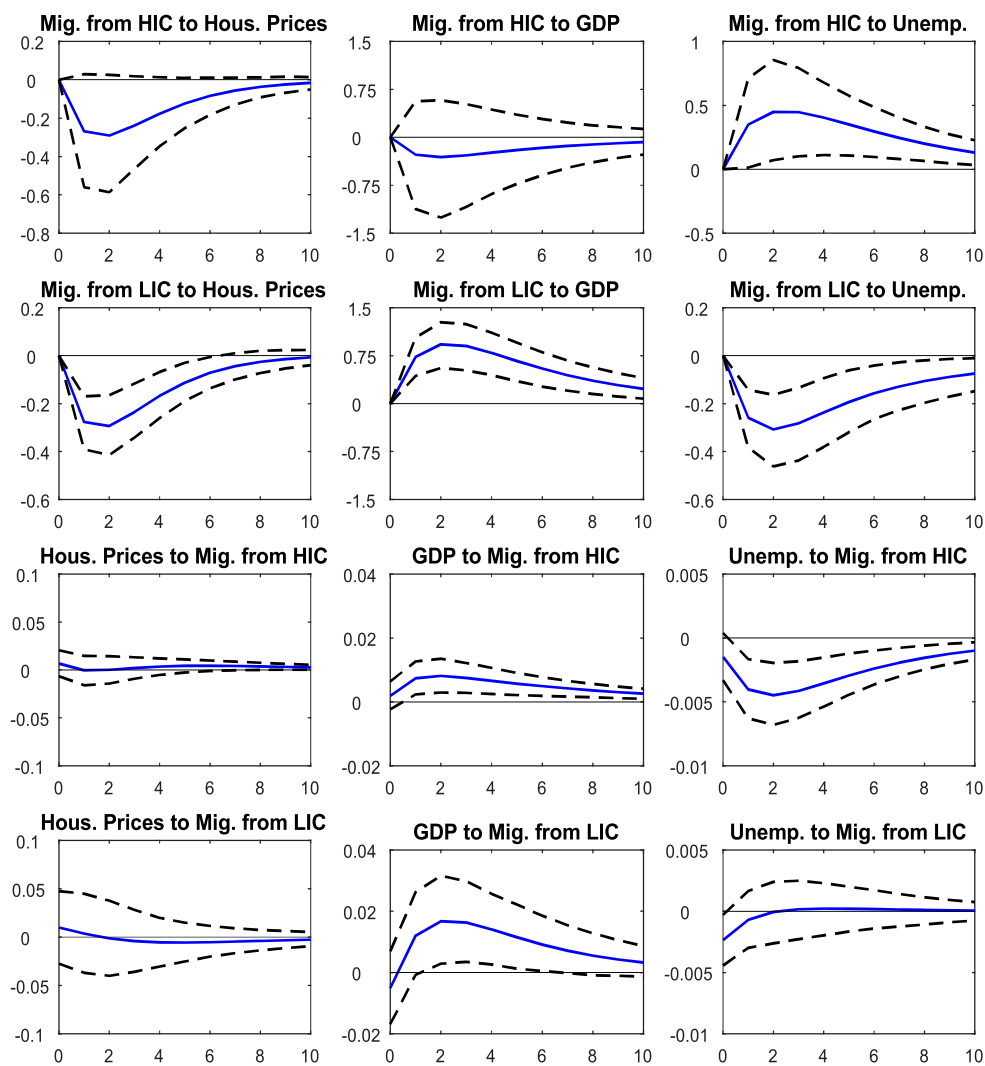 Mig. from HIC to Hous. Prices
0.2
0
-0.2
-0.4
-0.6
-0.8
0 2 4 6 8 10
Mig. from HIC to GDP
1.5
0.75
0
-0.75
-1.5
0 2 4 6 8 10
Mig. from HIC to Unemp.
1
0.5
0
-0.5
0 2 4 6 8 10
Mig. from LIC to Hous. Prices
0.2
0
-0.2
-0.4
-0.6
0 2 4 6 8 10
Mig. from LIC to GDP
1.5
0.75
0
-0.75
-1.5
0 2 4 6 8 10
Mig. from LIC to Unemp.
0.2
0
-0.2
-0.4
-0.6
0 2 4 6 8 10
Hous. Prices to Mig. from HIC
0.1
0.05
0
-0.05
-0.1
0 2 4 6 8 10
GDP to Mig. from HIC
0.04
0.02
0
-0.02
0 2 4 6 8 10
Unemp. to Mig. from HIC
0.005
0
-0.005
-0.01
0 2 4 6 8 10
Hous. Prices to Mig. from LIC
0.1
0.05
0
-0.05
-0.1
0 2 4 6 8 10
GDP to Mig. from LIC
0.04
0.02
0
-0.02
0 2 4 6 8 10
Unemp. to Mig. from LIC
0.005
0
-0.005
-0.01
0 2 4 6 8 10